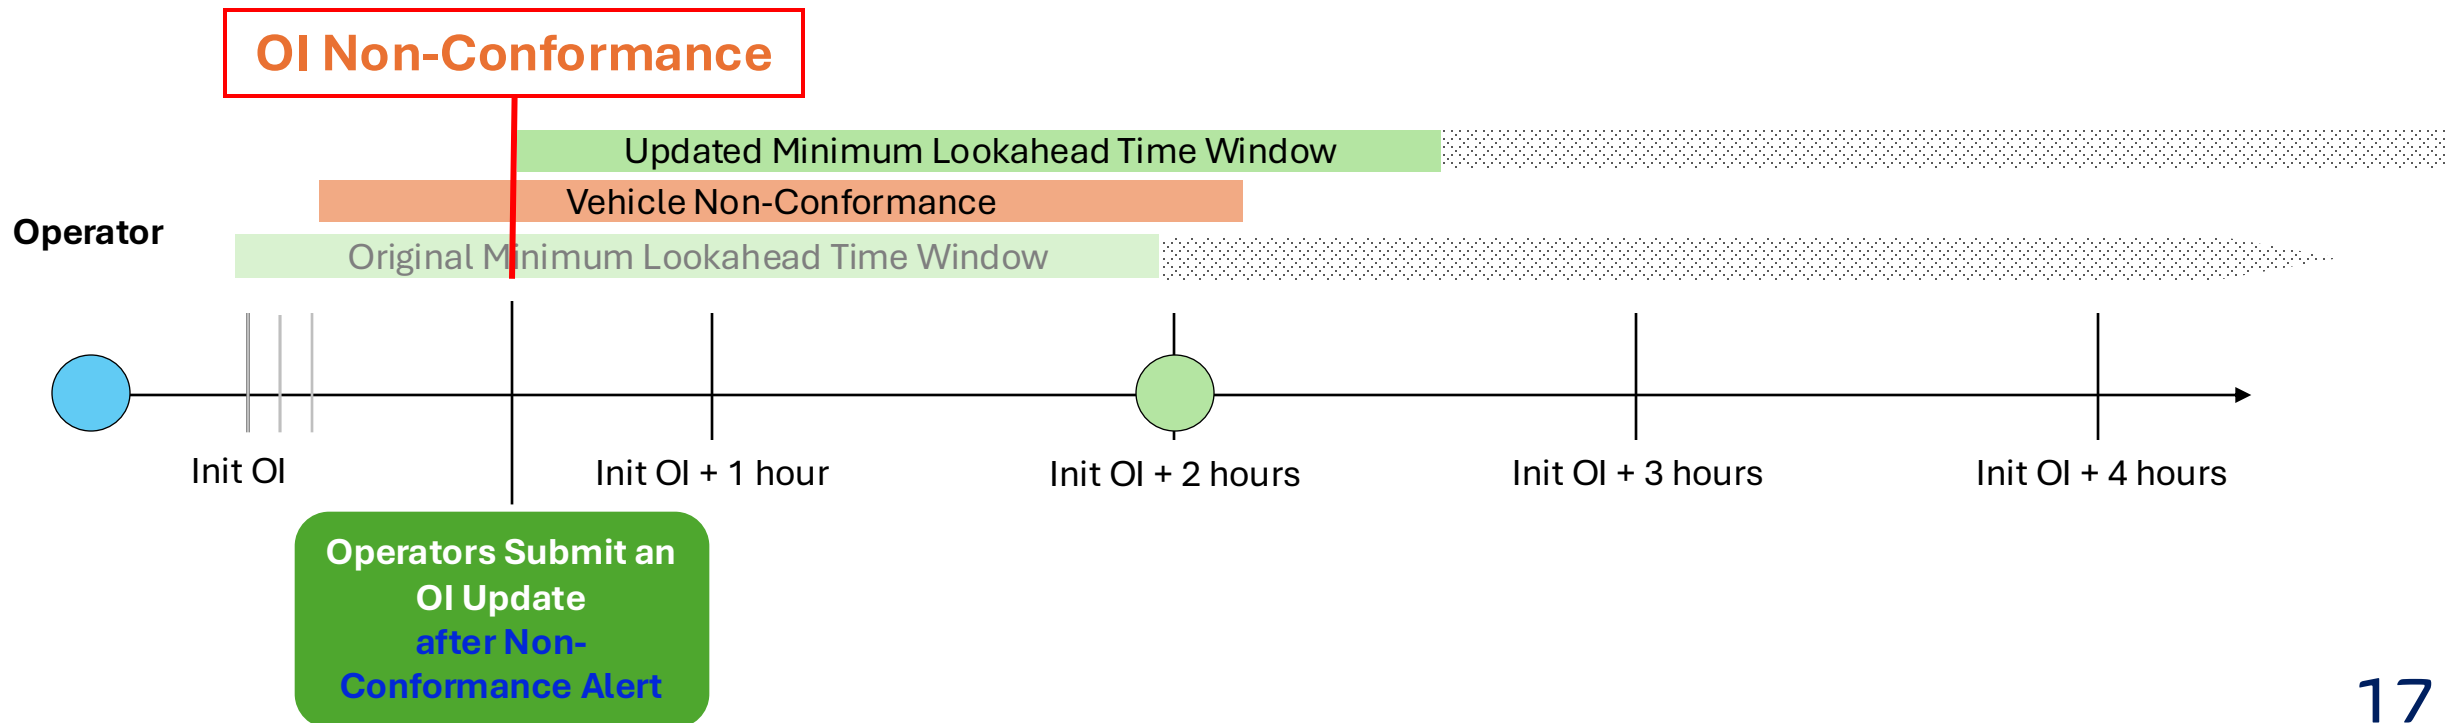 OI Non-Conformance
Updated Minimum Lookahead Time Window
Vehicle Non-Conformance
Operator
Original Minimum Lookahead Time Window
Init OI
Init OI + 1 hour
Init OI + 2 hours
Init OI + 3 hours
Init OI + 4 hours
Operators Submit an
OI Update
after Non-
Conformance Alert
17